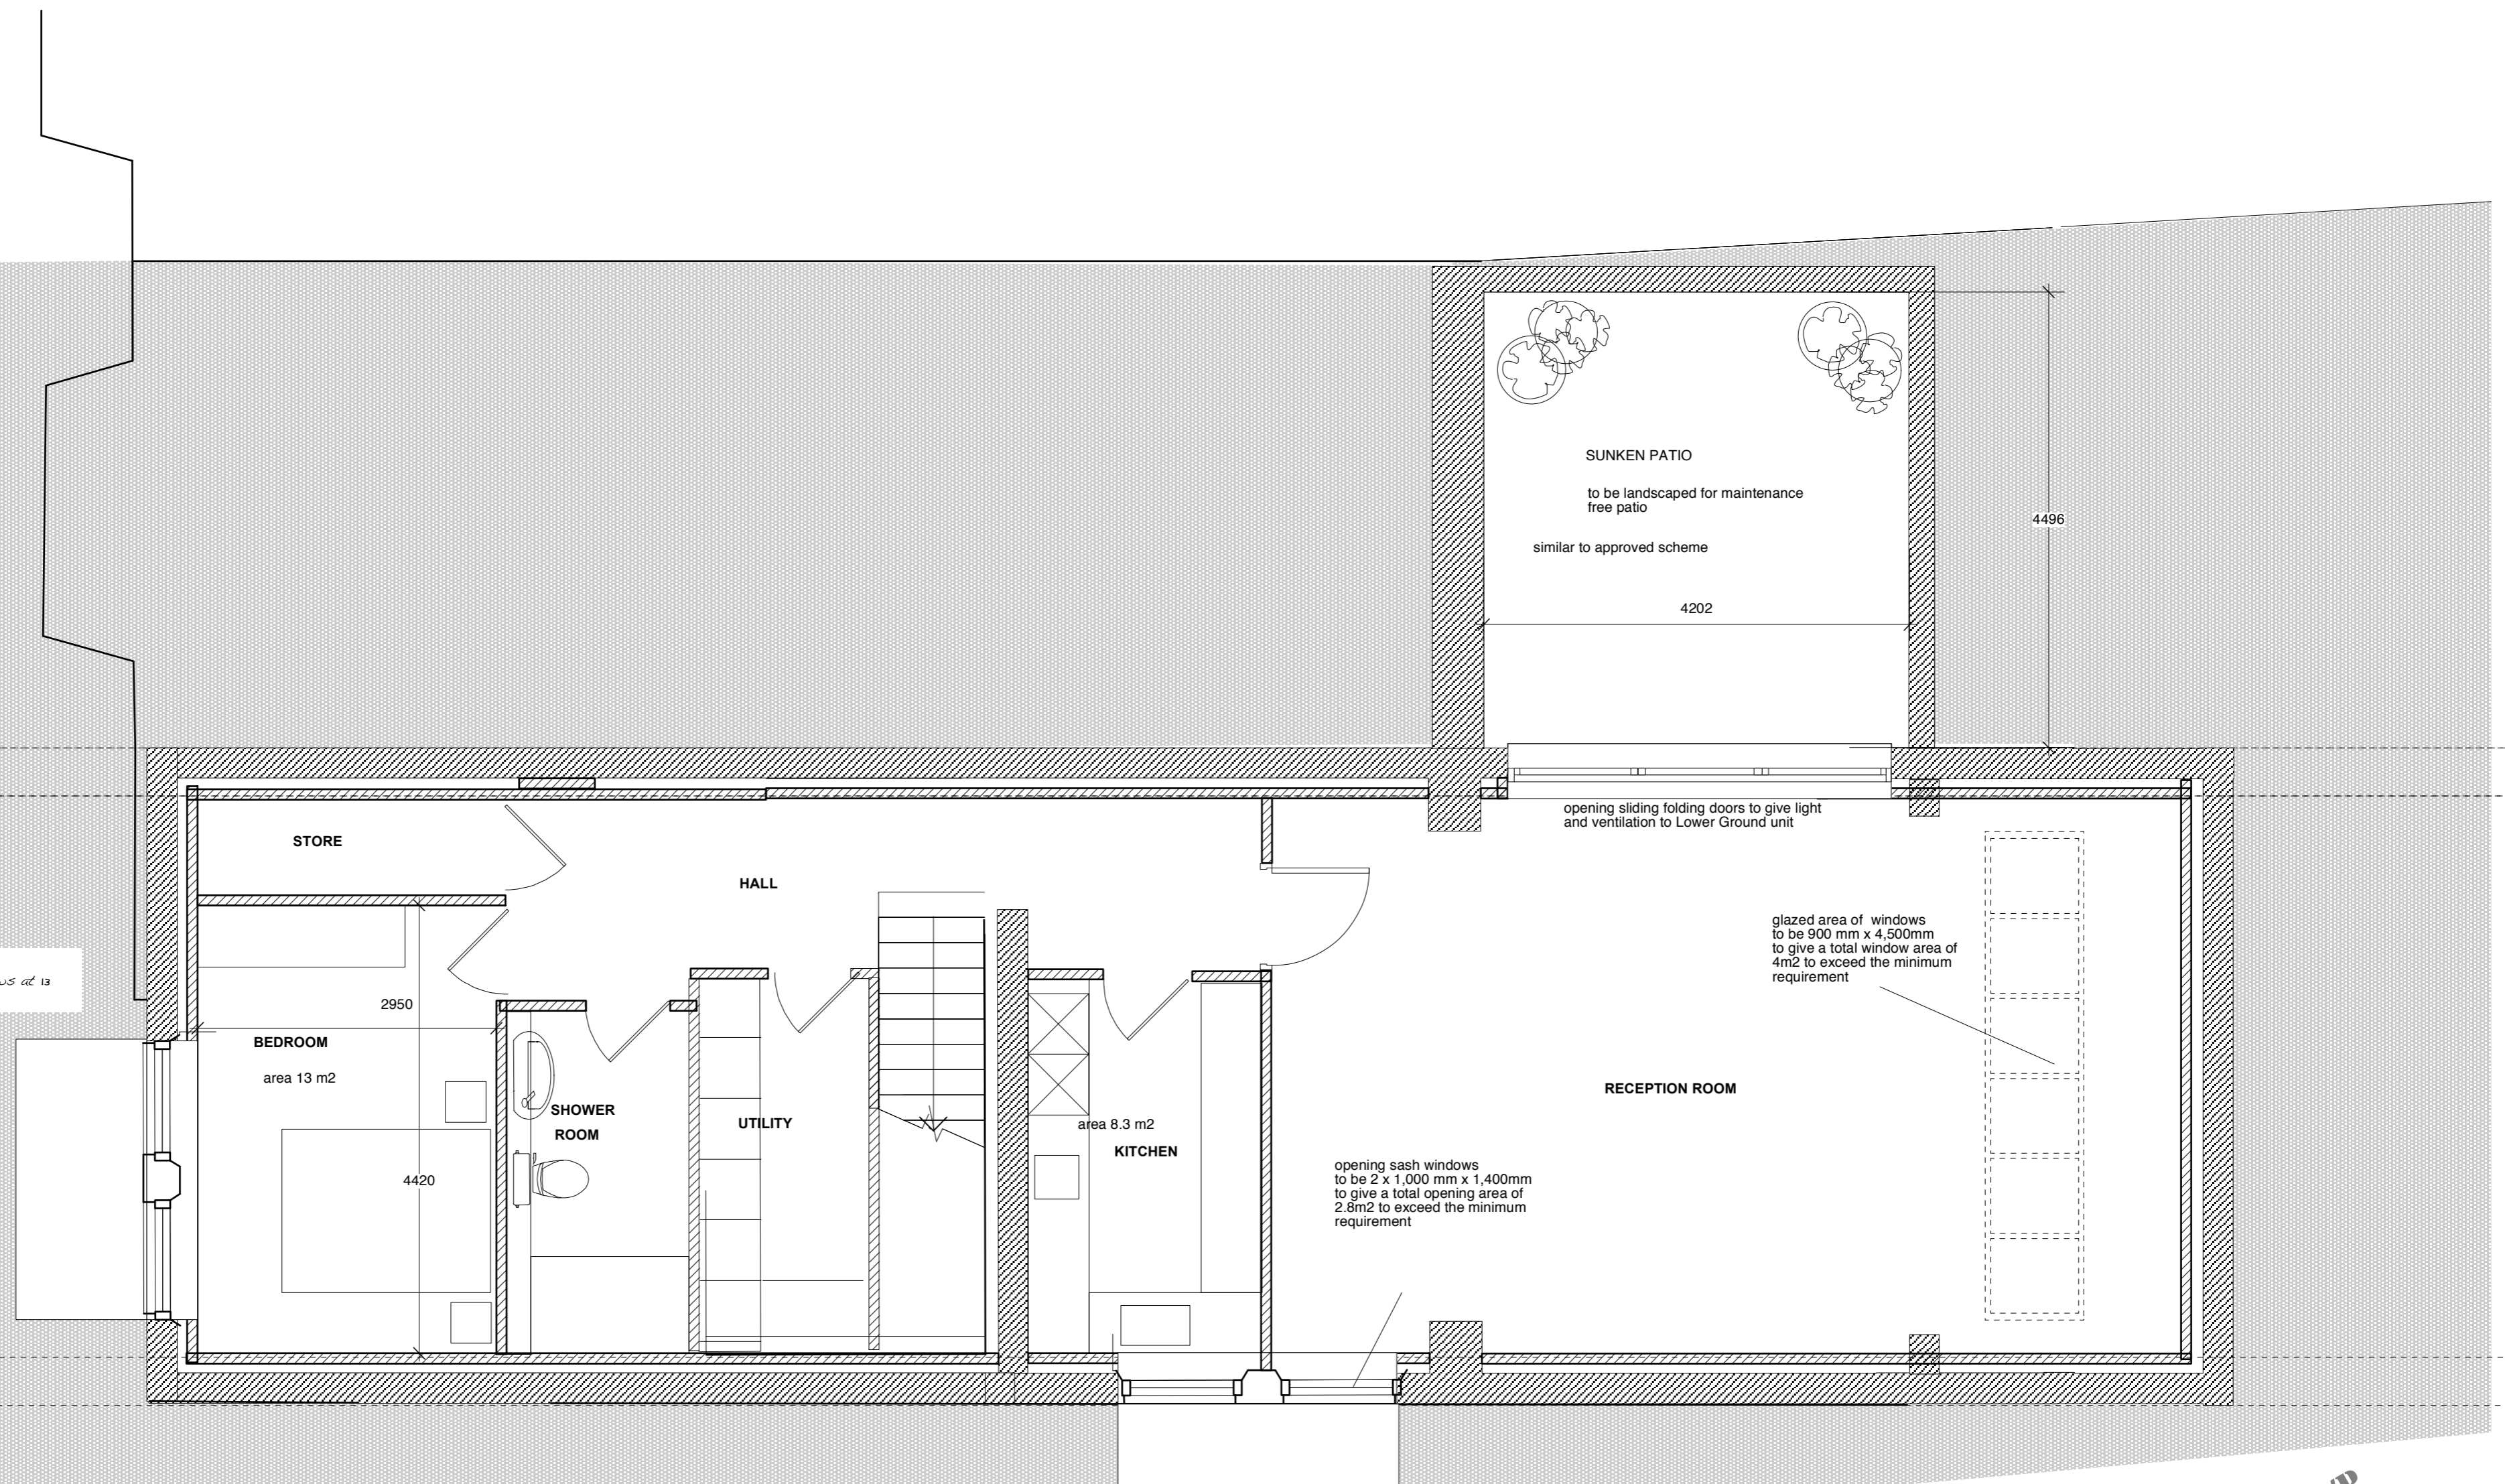 SUNKEN PATIO
to be landscaped for maintenance
free patio
similar to approved scheme
4496
4202
opening sliding folding doors to give light
and ventilation to Lower Ground unit
STORE
HALL
glazed area of windows
to be 900 mm x 4,500mm
to give a total window area of
4m2 to exceed the minimum
requirement
us at 13
2950
BEDROOM
area 13 m2
RECEPTION ROOM
SHOWER
ROOM
UTILITY
area 8.3 m2
KITCHEN
4420
opening sash windows
to be 2 x 1,000 mm x 1,400mm
to give a total opening area of
2.8m2 to exceed the minimum
requirement